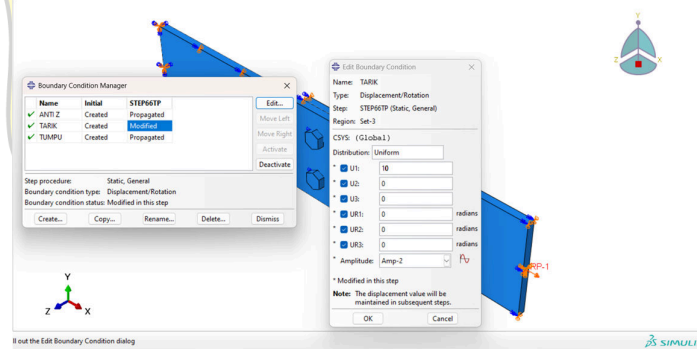 Boundary Condition Manager
Name Initial STEP66TP
ANTI Z Created Propagated
TARIK Created Modified
TUMPU Created Propagated
Edit...
Move Left
Move Right
Activate
Deactivate
Step procedure: Static, General
Boundary condition type: Displacement/Rotation
Boundary condition status: Modified in this step
Create... Copy... Rename... Delete... Dismiss
Edit Boundary Condition
Name: TARIK
Type: Displacement/Rotation
Step: STEP66TP (Static, General)
Region: Set-3
CSYS: (Global)
Distribution: Uniform
* U1: 10
* U2: 0
* U3: 0
* UR1: 0 radians
* UR2: 0 radians
* UR3: 0 radians
* Amplitude: Amp-2
* Modified in this step
Note: The displacement value will be
maintained in subsequent steps.
OK Cancel
RP-1
Y
Z X
Y
Z X
ll out the Edit Boundary Condition dialog
SIMULI